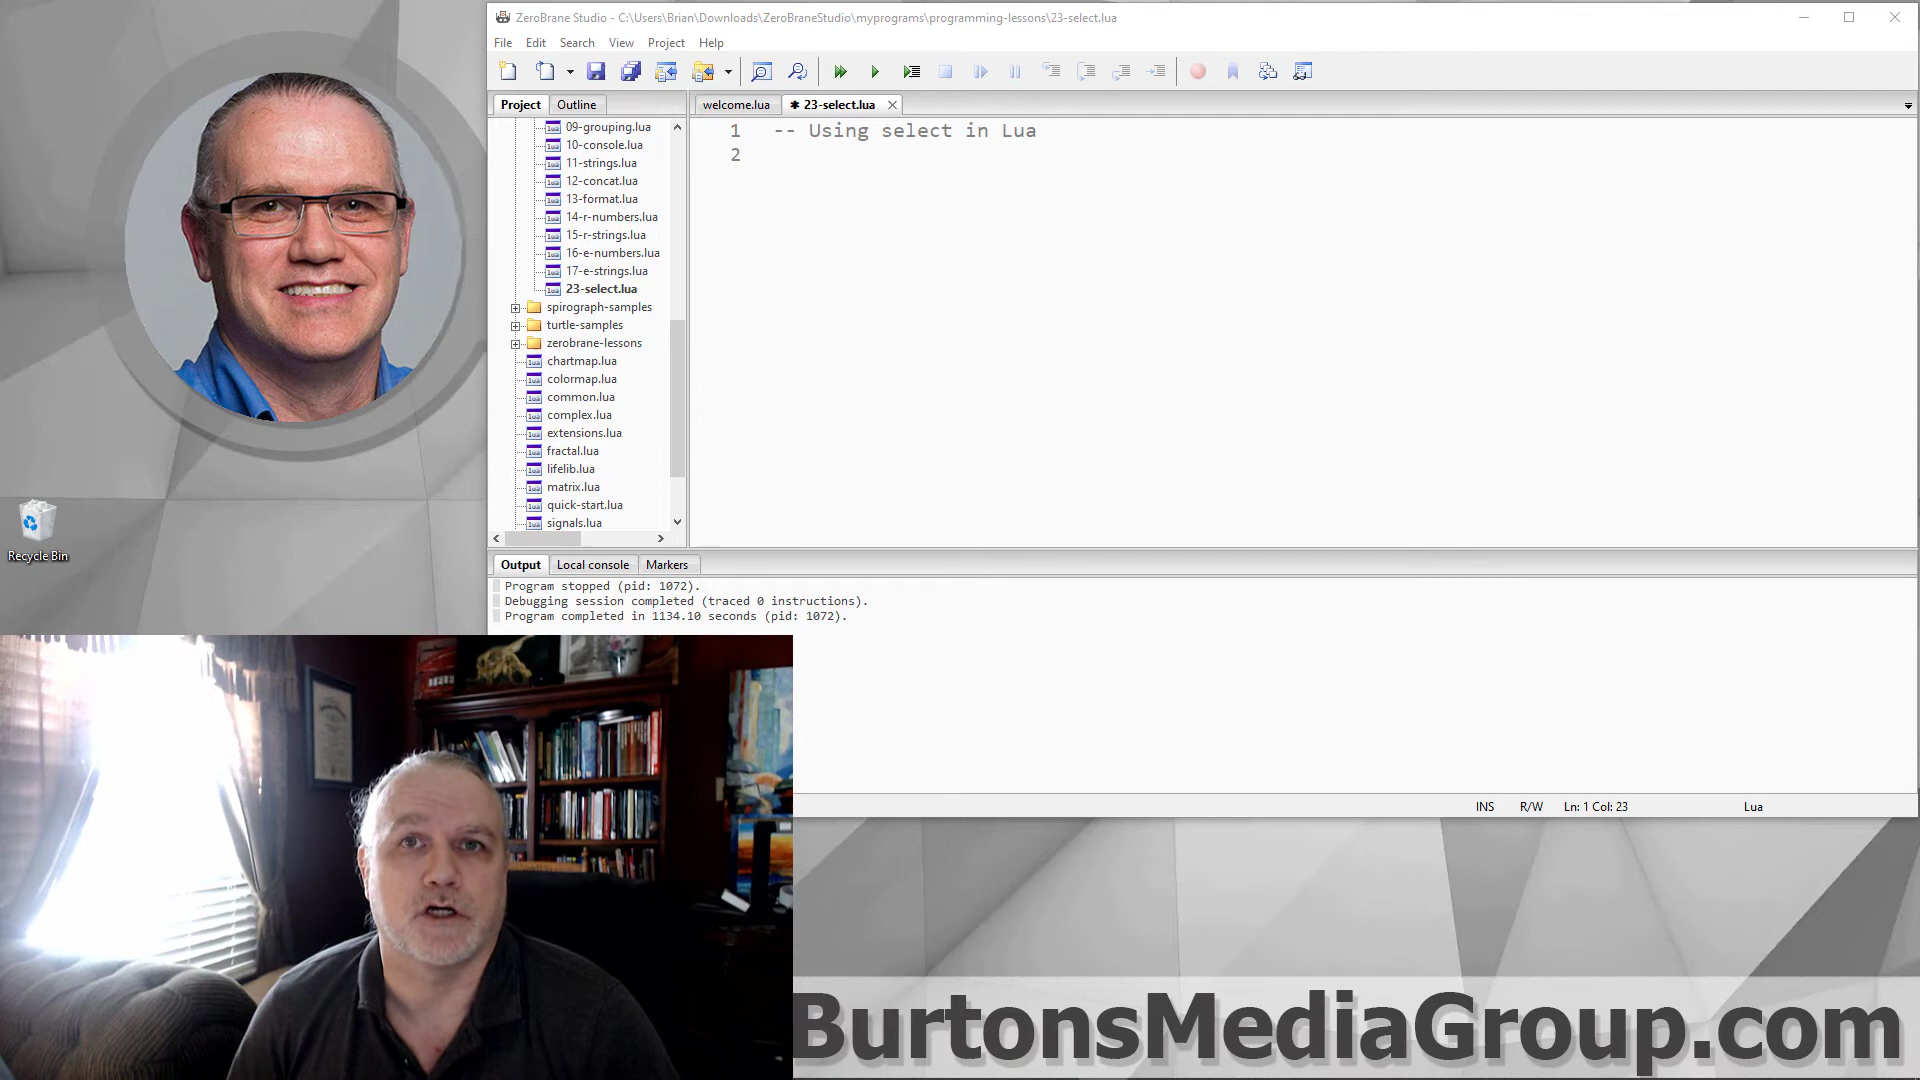 ZeroBrane Studio - C:\Users\Brian\Downloads\ZeroBraneStudio\myprograms\programming-lessons\23-select.lua
File Edit Search View Project Help
Project Outline
welcome.lua ✱ 23-select.lua
09-grouping.lua
10-console.lua
11-strings.lua
12-concat.lua
13-format.lua
14-r-numbers.lua
15-r-strings.lua
16-e-numbers.lua
17-e-strings.lua
23-select.lua
spirograph-samples
turtle-samples
zerobrane-lessons
chartmap.lua
colormap.lua
common.lua
complex.lua
extensions.lua
fractal.lua
lifelib.lua
matrix.lua
quick-start.lua
signals.lua
1 -- Using select in Lua
2
Recycle Bin
Output Local console Markers
Program stopped (pid: 1072).
Debugging session completed (traced 0 instructions).
Program completed in 1134.10 seconds (pid: 1072).
INS R/W Ln: 1 Col: 23 Lua
BurtonsMediaGroup.com